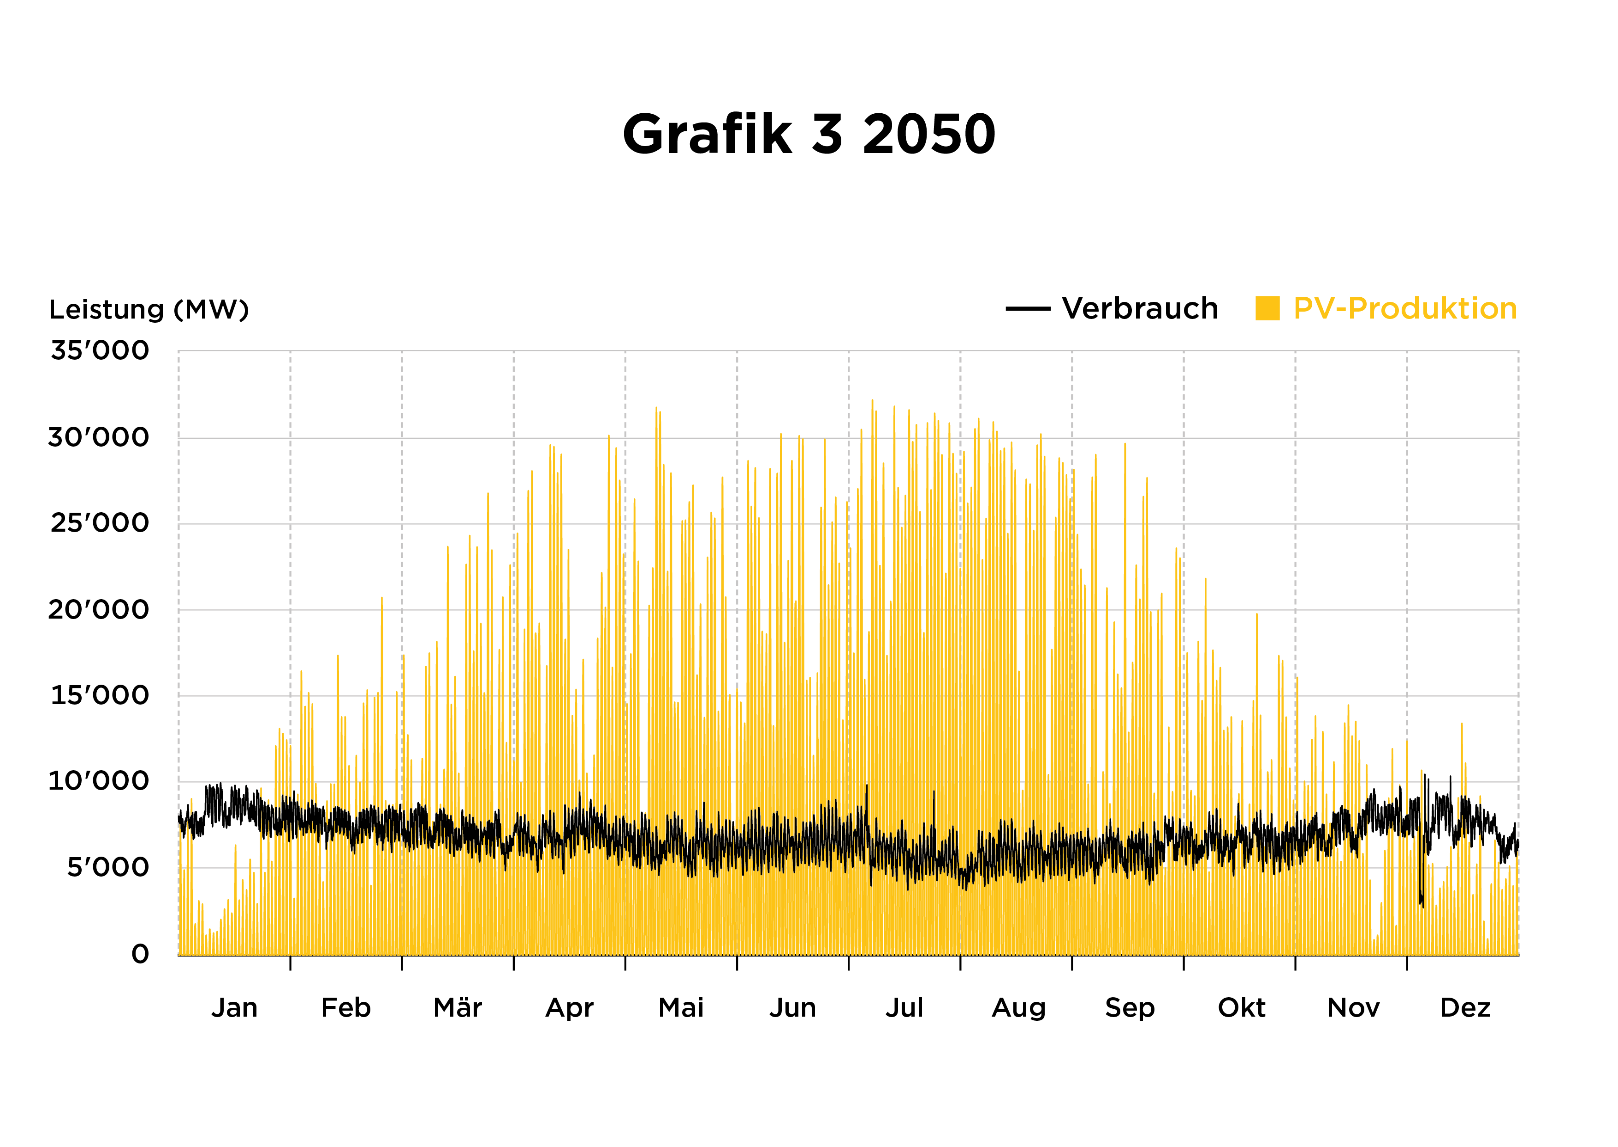 Grafik 3 2050
Leistung (MW)
Verbrauch PV-Produktion
35'000
30'000
25'000
20'000
15'000
10'000
5'000
0
Jan Feb Mär Apr Mai Jun Jul Aug Sep Okt Nov Dez